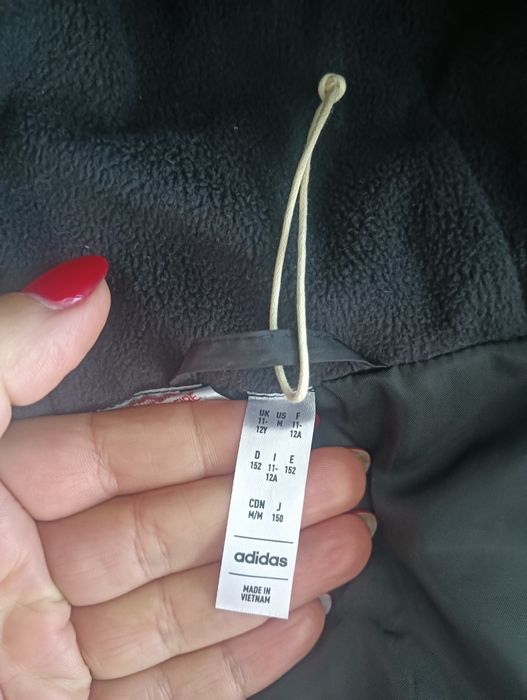 UK US F
11- M 11-
12Y 12A
D I E
152 11- 152
12A
CDN J
M/M 150
adidas
MADE IN
VIETNAM